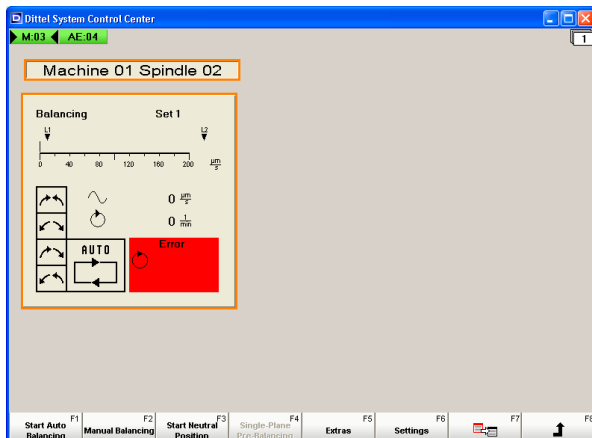 Dittel System Control Center
M:03 AE:04
1
Machine 01 Spindle 02
Balancing Set 1
L1 L2
0 40 80 120 160 200 µm/s
0 µm/s
0 1/min
AUTO
Error
F1 F2 F3 F4 F5 F6 F7 F8
Start Auto Balancing
Manual Balancing
Start Neutral Position
Single-Plane Pre-Balancing
Extras
Settings